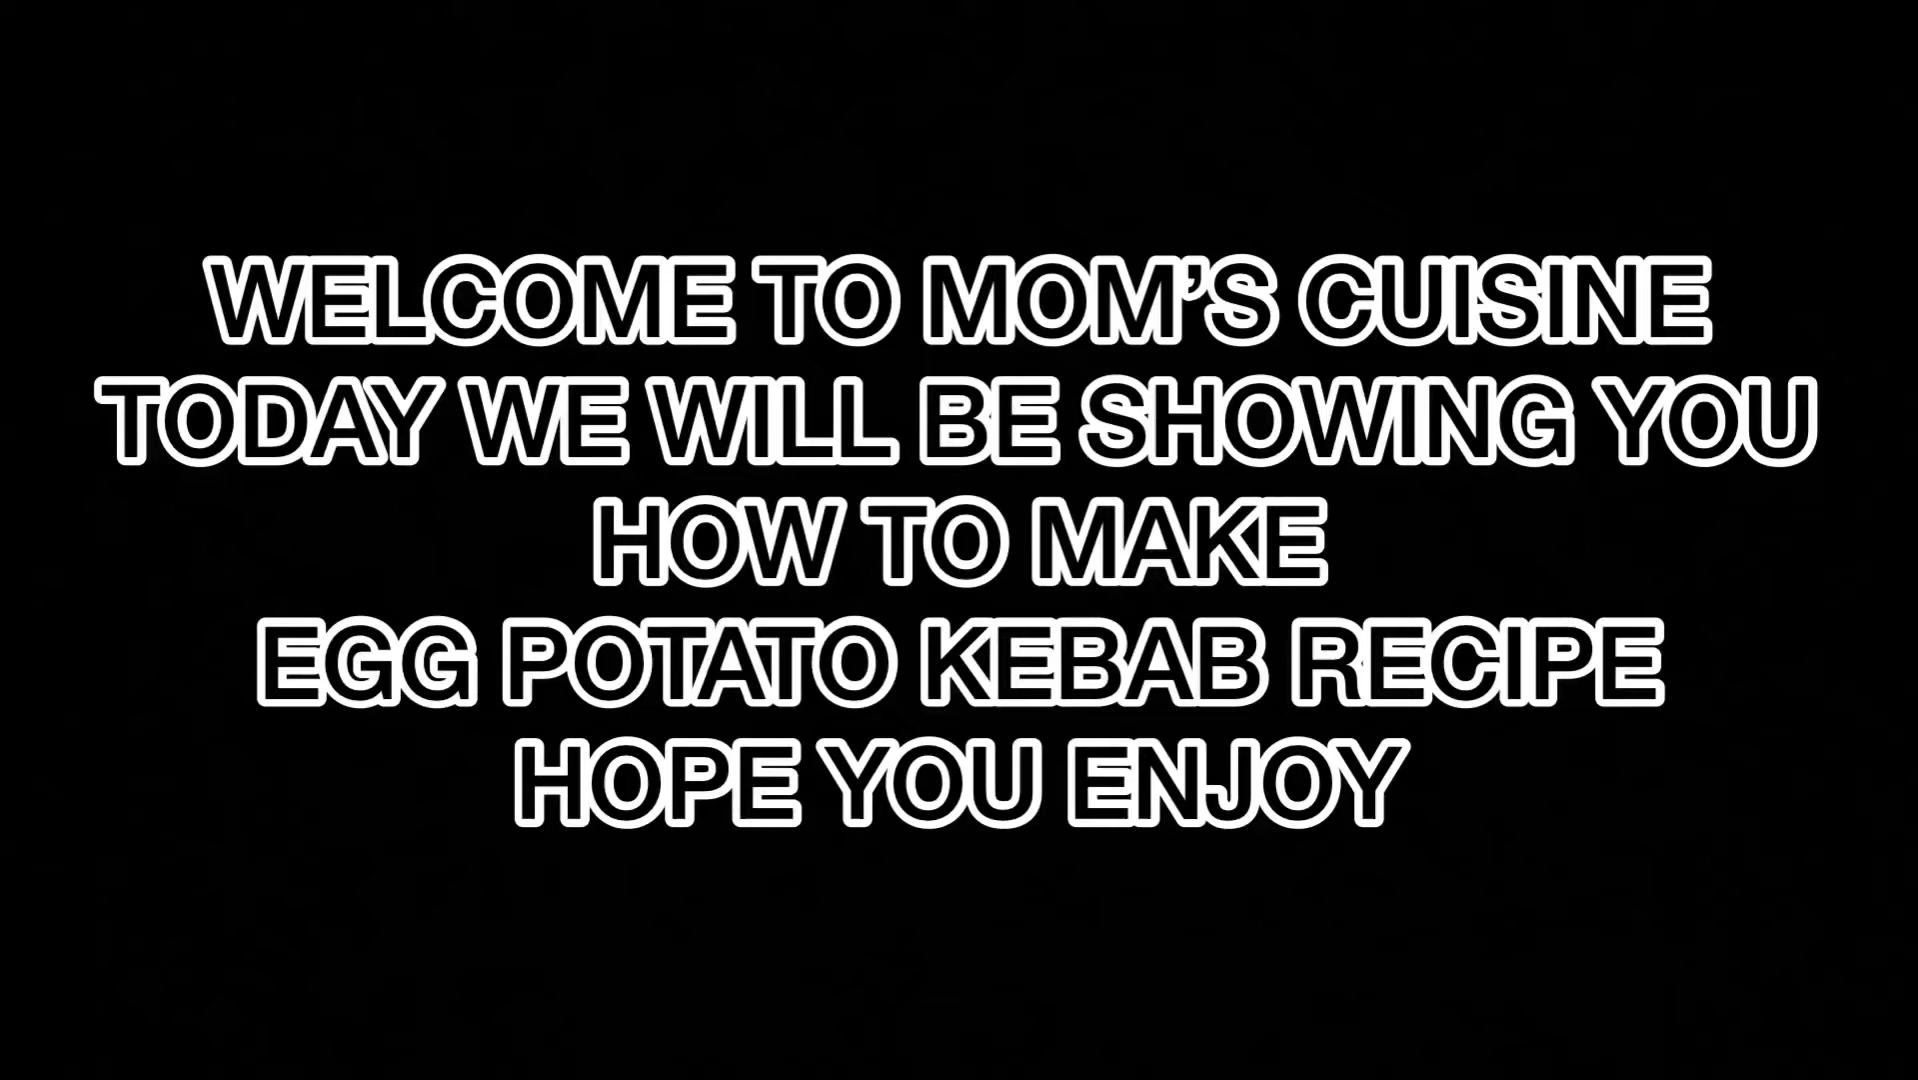 WELCOME TO MOM’S CUISINE
TODAY WE WILL BE SHOWING YOU
HOW TO MAKE
EGG POTATO KEBAB RECIPE
HOPE YOU ENJOY